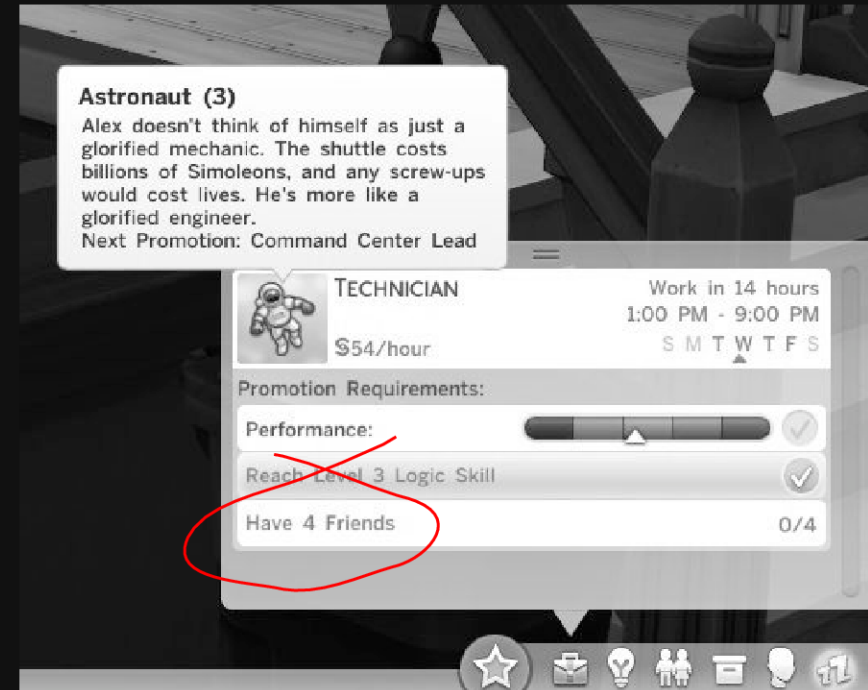 Astronaut (3)
Alex doesn't think of himself as just a
glorified mechanic. The shuttle costs
billions of Simoleons, and any screw-ups
would cost lives. He's more like a
glorified engineer.
Next Promotion: Command Center Lead
TECHNICIAN
Work in 14 hours
1:00 PM - 9:00 PM
§54/hour
S M T W T F S
Promotion Requirements:
Performance:
Reach Level 3 Logic Skill
Have 4 Friends 0/4